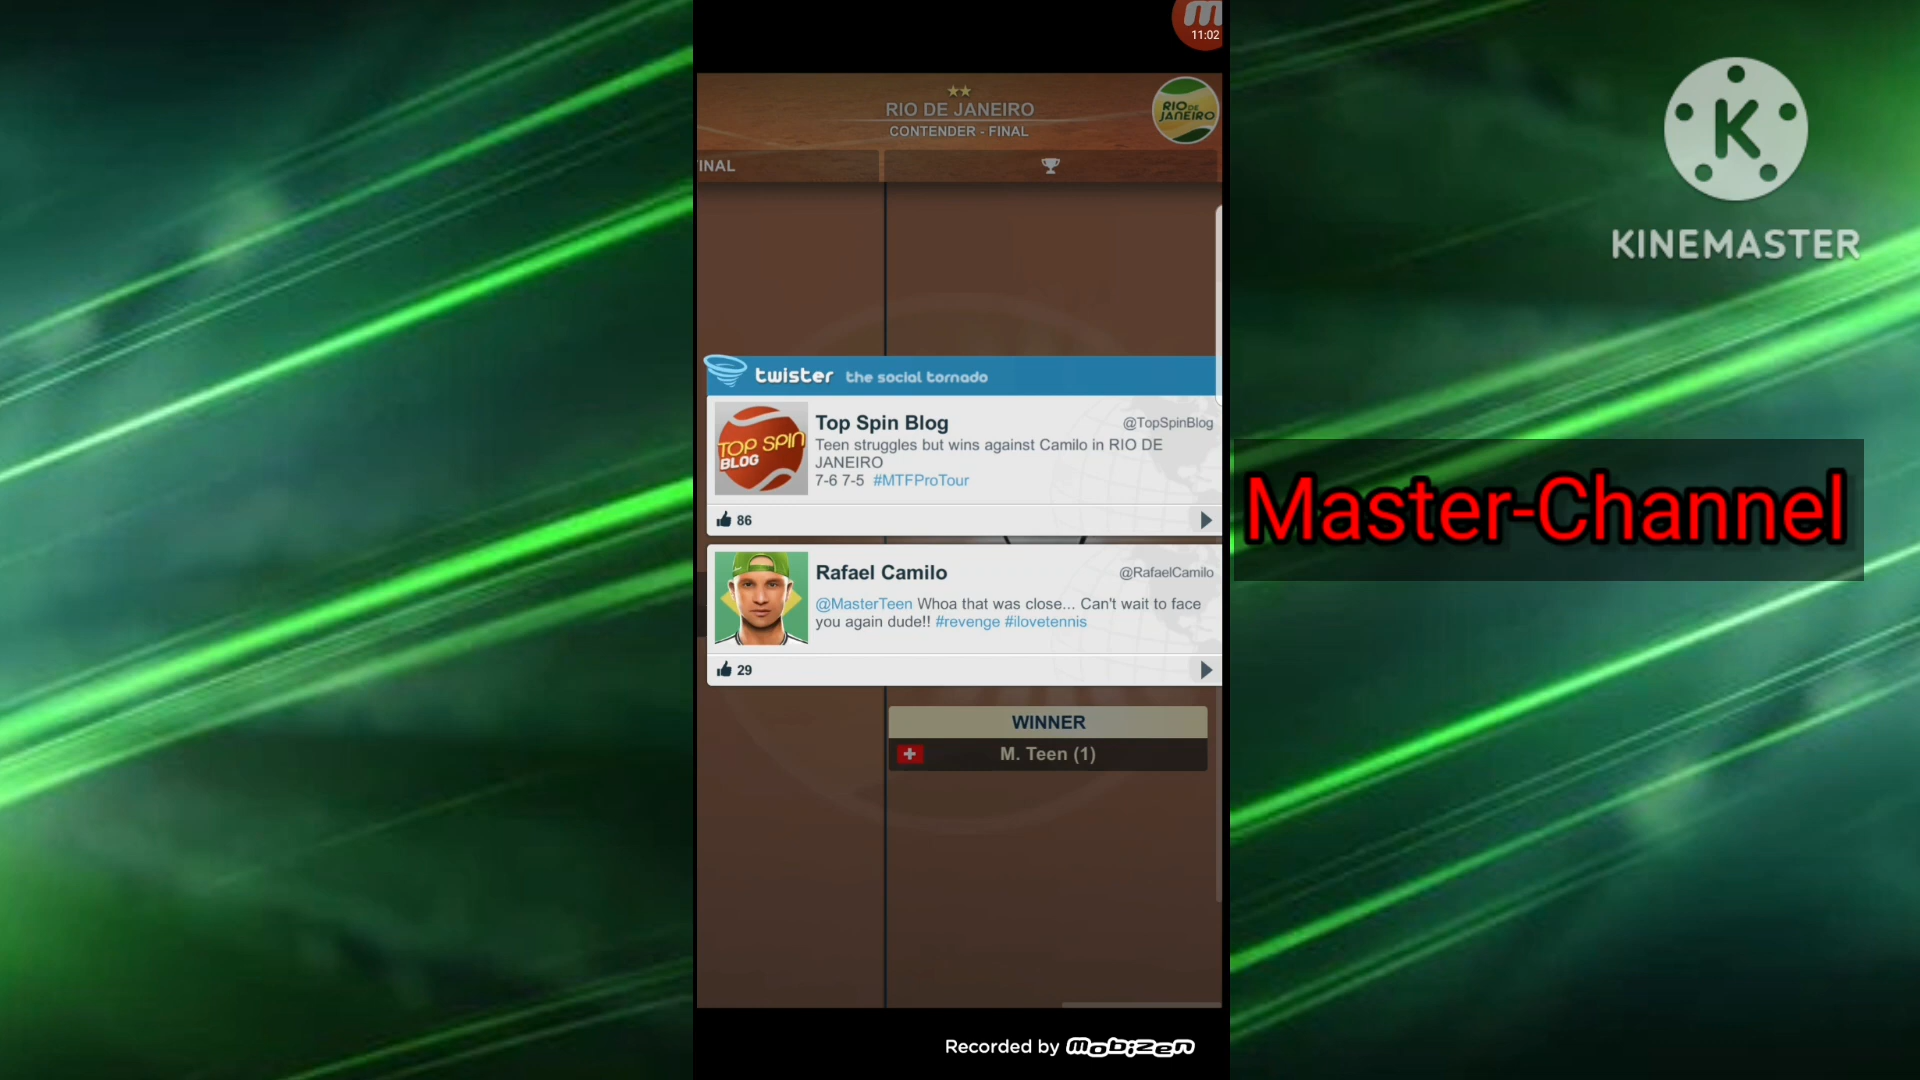 11:02
RIO DE JANEIRO
CONTENDER - FINAL
RIO DE
JANEIRO
INAL
twister the social tornado
TOP SPIN
BLOG
Top Spin Blog
@TopSpinBlog
Teen struggles but wins against Camilo in RIO DE
JANEIRO
7-6 7-5 #MTFProTour
86
Rafael Camilo
@RafaelCamilo
@MasterTeen Whoa that was close... Can't wait to face
you again dude!! #revenge #ilovetennis
29
WINNER
M. Teen (1)
Recorded by mobizen
K
KINEMASTER
Master-Channel